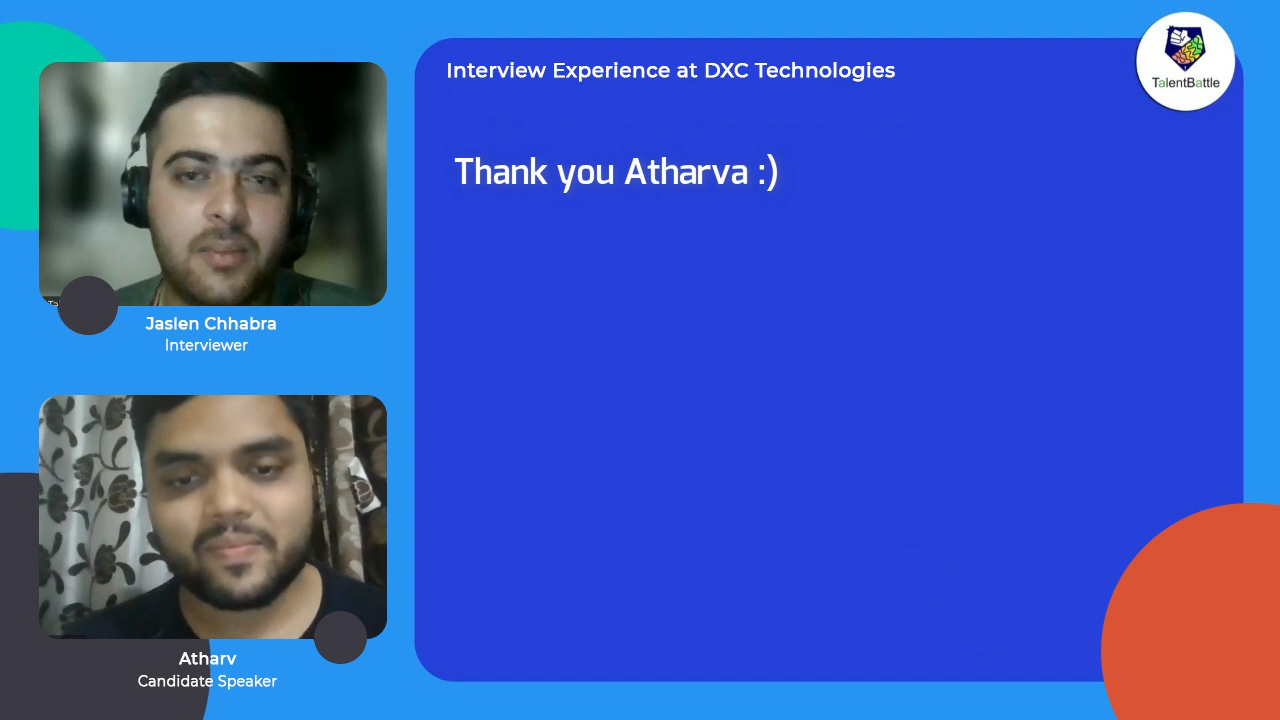 Interview Experience at DXC Technologies
TalentBattle
Thank you Atharva :)
Jaslen Chhabra
Interviewer
Atharv
Candidate Speaker